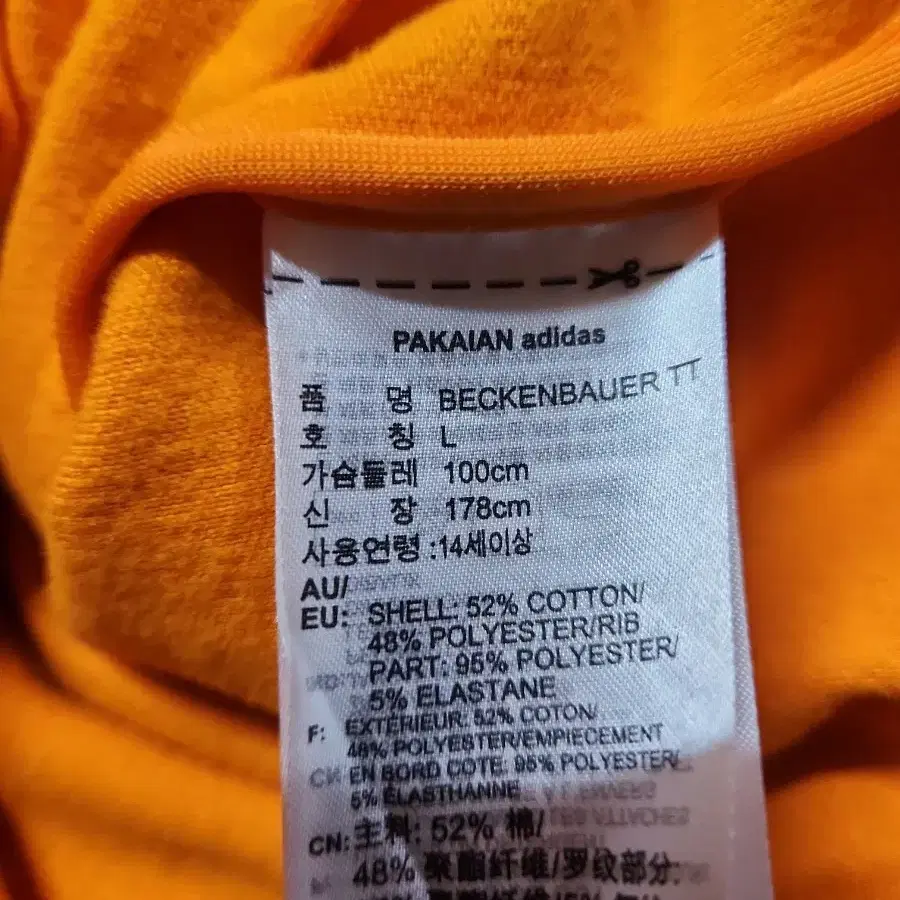 PAKAIAN adidas
품 명 BECKENBAUER TT
호 칭 L
가슴둘레 100cm
신 장 178cm
사용연령 :14세이상
AU/
EU: SHELL: 52% COTTON/
48% POLYESTER/RIB
PART: 95% POLYESTER/
5% ELASTANE
F: EXTÉRIEUR: 52% COTON/
48% POLYESTER/EMPIECEMENT
EN BORD COTE: 95% POLYESTER/
5% ÉLASTHANNE
CN: 主料: 52% 棉/
48% 聚酯纤维/罗纹部分: